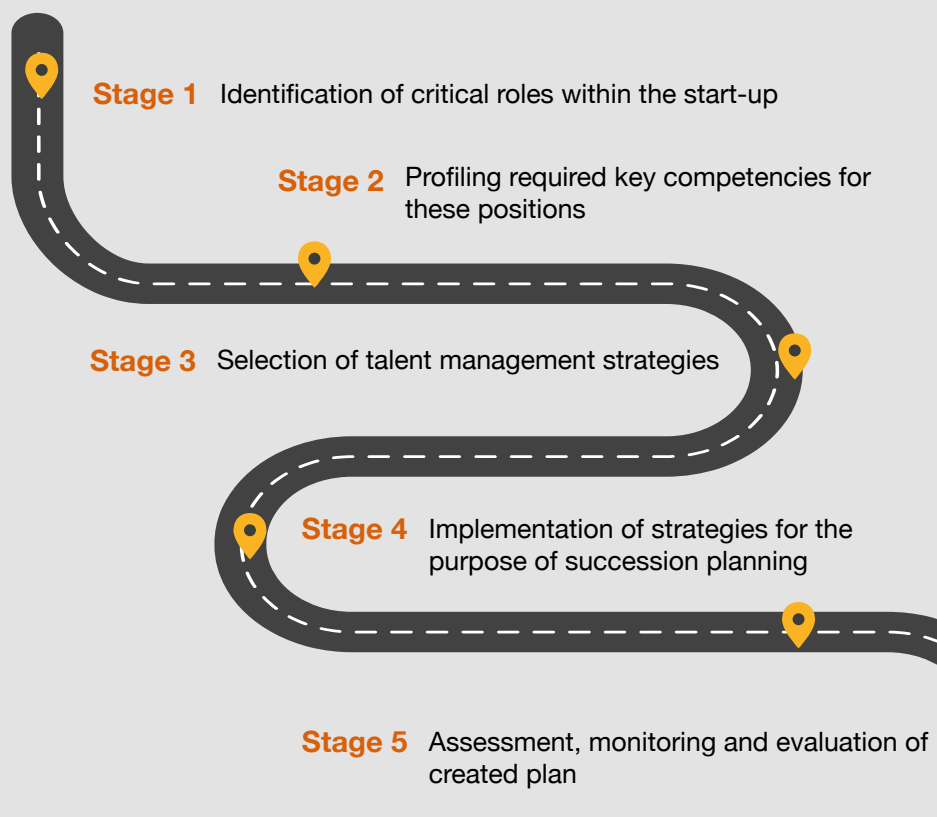 Stage 1 Identification of critical roles within the start-up
Stage 2 Profiling required key competencies for
these positions
Stage 3 Selection of talent management strategies
Stage 4 Implementation of strategies for the
purpose of succession planning
Stage 5 Assessment, monitoring and evaluation of
created plan